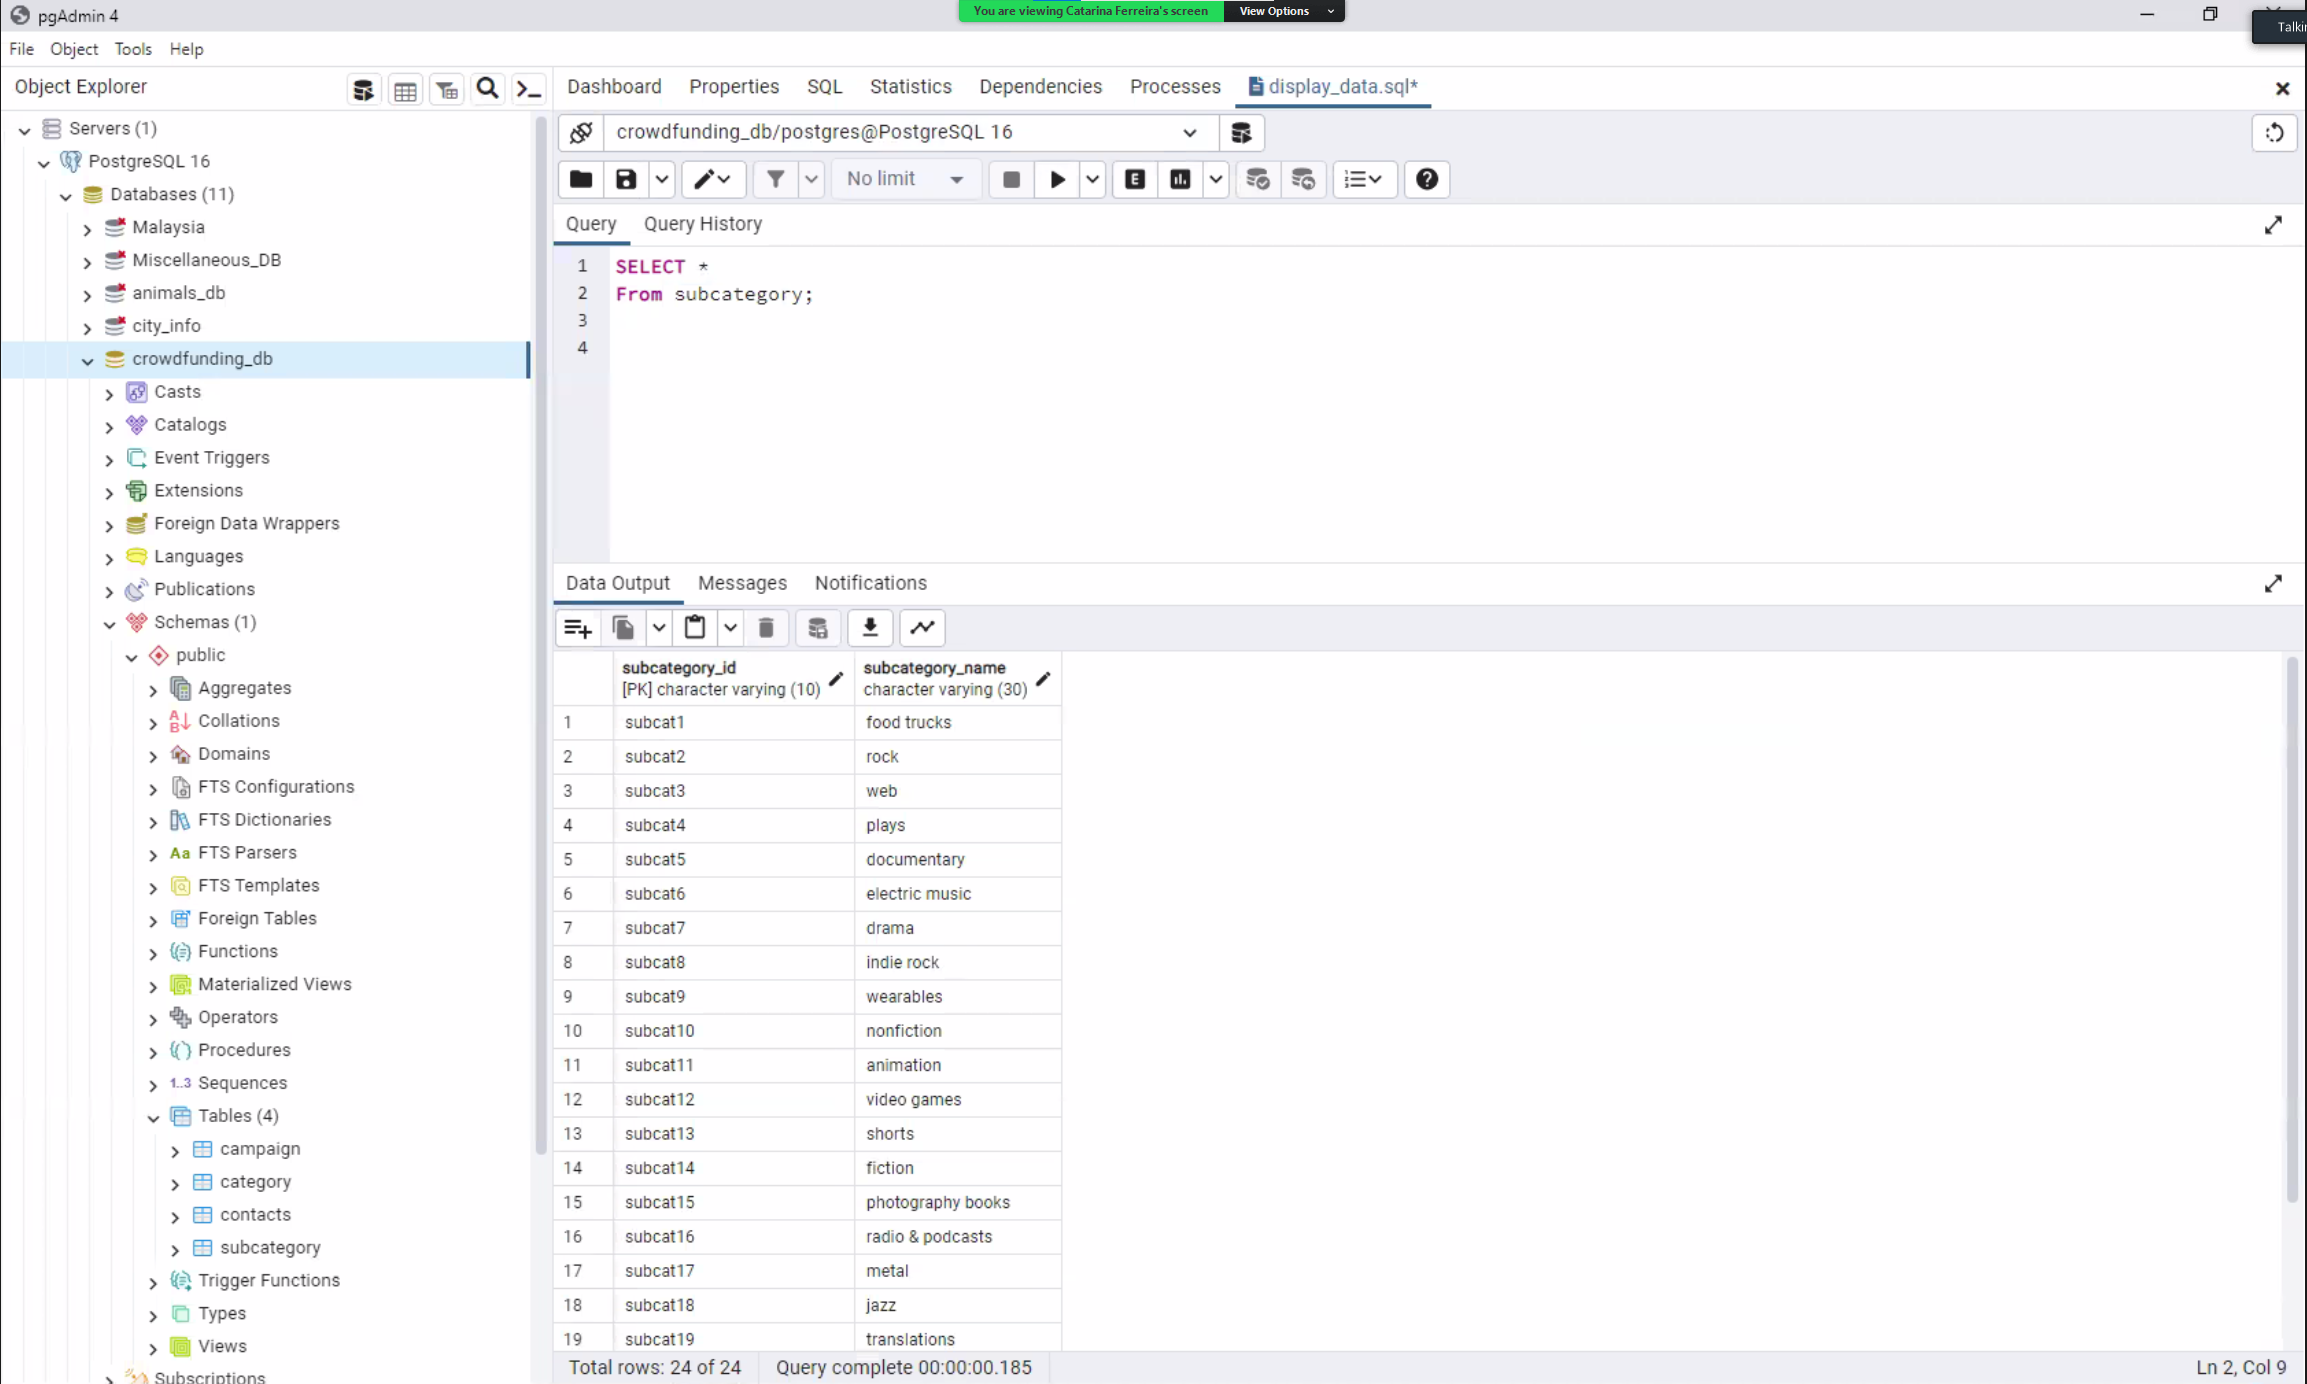 pgAdmin 4
You are viewing Catarina Ferreira's screen
View Options
Talki
File Object Tools Help
Object Explorer
Dashboard Properties SQL Statistics Dependencies Processes display_data.sql*
Servers (1)
PostgreSQL 16
Databases (11)
Malaysia
Miscellaneous_DB
animals_db
city_info
crowdfunding_db
Casts
Catalogs
Event Triggers
Extensions
Foreign Data Wrappers
Languages
Publications
Schemas (1)
public
Aggregates
Collations
Domains
FTS Configurations
FTS Dictionaries
Aa FTS Parsers
FTS Templates
Foreign Tables
Functions
Materialized Views
Operators
Procedures
1..3 Sequences
Tables (4)
campaign
category
contacts
subcategory
Trigger Functions
Types
Views
Subscriptions
crowdfunding_db/postgres@PostgreSQL 16
No limit
E
Query Query History
1 SELECT *
2 From subcategory;
3
4
Data Output Messages Notifications
subcategory_id subcategory_name
[PK] character varying (10) character varying (30)
1 subcat1 food trucks
2 subcat2 rock
3 subcat3 web
4 subcat4 plays
5 subcat5 documentary
6 subcat6 electric music
7 subcat7 drama
8 subcat8 indie rock
9 subcat9 wearables
10 subcat10 nonfiction
11 subcat11 animation
12 subcat12 video games
13 subcat13 shorts
14 subcat14 fiction
15 subcat15 photography books
16 subcat16 radio & podcasts
17 subcat17 metal
18 subcat18 jazz
19 subcat19 translations
Total rows: 24 of 24 Query complete 00:00:00.185 Ln 2, Col 9